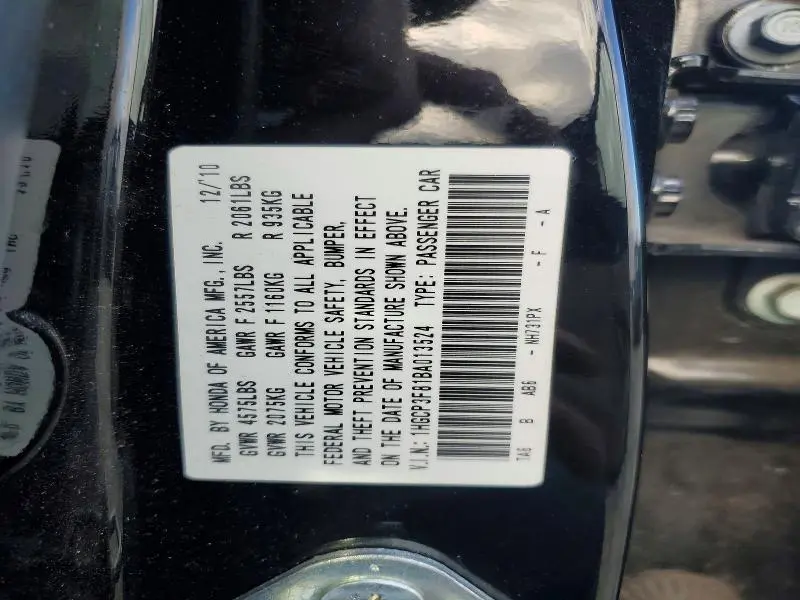 MFD. BY HONDA OF AMERICA MFG., INC. 12/10
GVWR 4575LBS GAWR F 2557LBS R 2061LBS
GVWR 2075KG GAWR F 1160KG R 935KG
THIS VEHICLE CONFORMS TO ALL APPLICABLE
FEDERAL MOTOR VEHICLE SAFETY, BUMPER,
AND THEFT PREVENTION STANDARDS IN EFFECT
ON THE DATE OF MANUFACTURE SHOWN ABOVE.
V.I.N.: 1HGCP3F81BA013524 TYPE: PASSENGER CAR
TA0 B AB6 - NH731PX - F - A